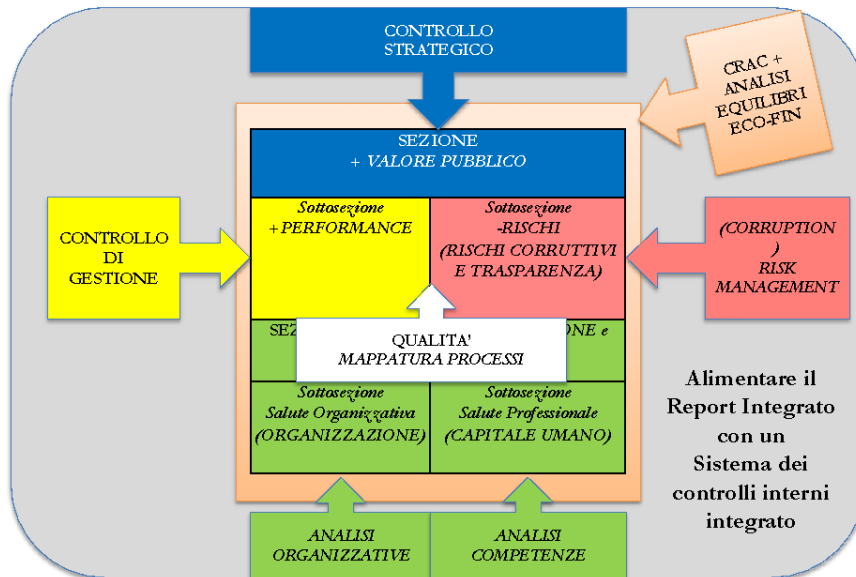 CONTROLLO
STRATEGICO
CRAC +
ANALISI
EQUILIBRI
ECO-FIN
SEZIONE
+ VALORE PUBBLICO
Sottosezione
+PERFORMANCE
Sottosezione
-RISCHI
(RISCHI CORRUTTIVI
E TRASPARENZA)
CONTROLLO
DI
GESTIONE
(CORRUPTION
)
RISK
MANAGEMENT
QUALITA'
MAPPATURA PROCESSI
e
Sottosezione
Salute Organizzativa
(ORGANIZZAZIONE)
Sottosezione
Salute Professionale
(CAPITALE UMANO)
Alimentare il
Report Integrato
con un
Sistema dei
controlli interni
integrato
ANALISI
ORGANIZZATIVE
ANALISI
COMPETENZE